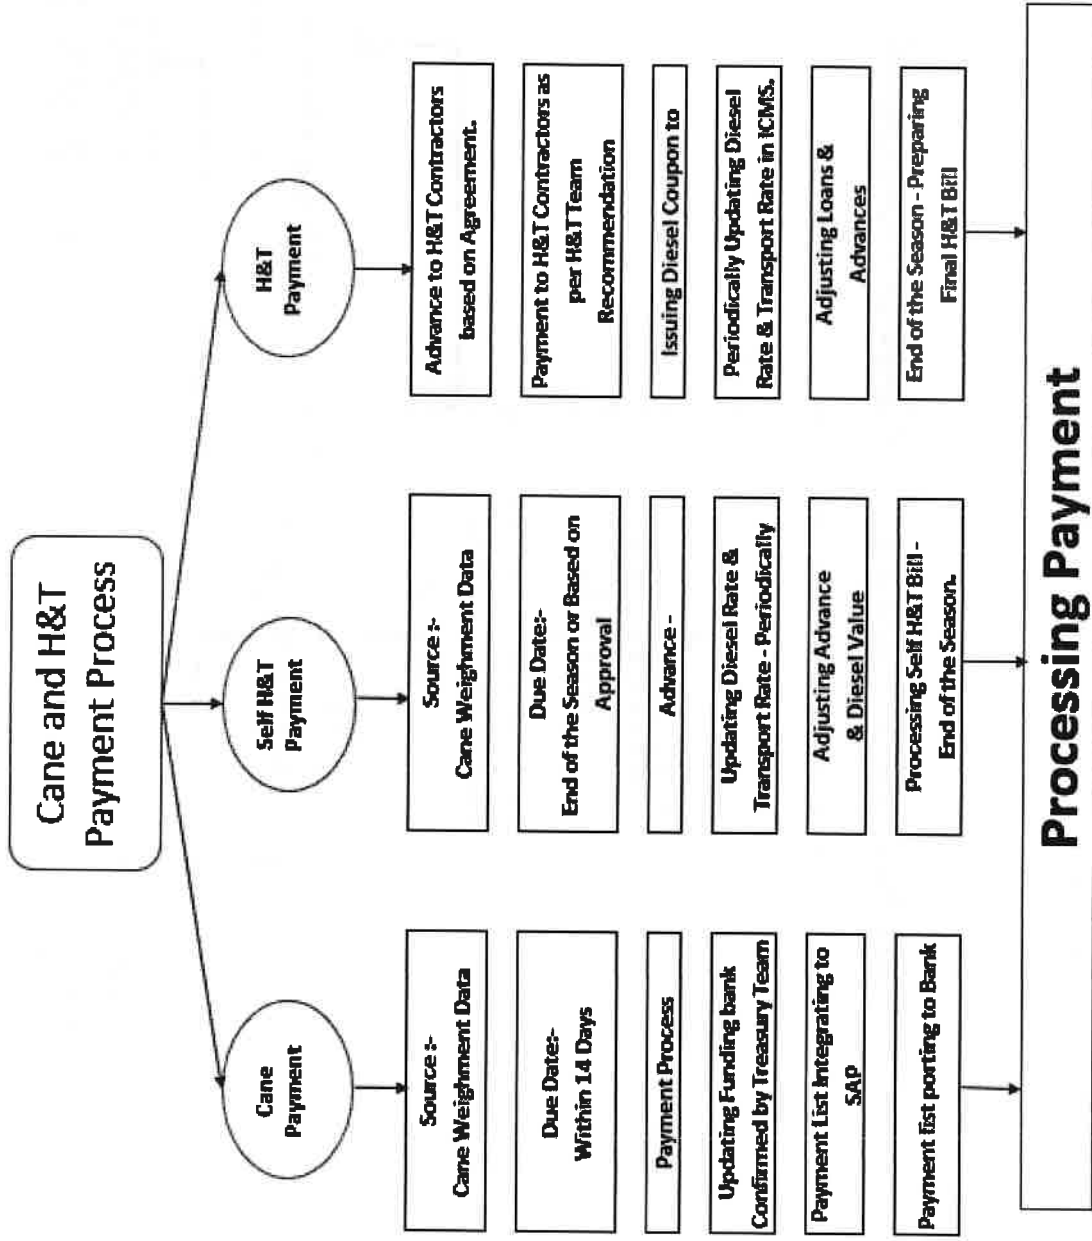 Cane and H&T
Payment Process
Cane
Payment
Source :-
Cane Weighment Data
Due Date:-
Within 14 Days
Payment Process
Updating Funding bank
Confirmed by Treasury Team
Payment List Integrating to
SAP
Payment list porting to Bank
Self H&T
Payment
Source :-
Cane Weighment Data
Due Date:-
End of the Season or Based on
Approval
Advance -
Updating Diesel Rate &
Transport Rate - Periodically
Adjusting Advance
& Diesel Value
Processing Self H&T Bill -
End of the Season.
H&T
Payment
Advance to H&T Contractors
based on Agreement.
Payment to H&T Contractors as
per H&T Team
Recommendation
Issuing Diesel Coupon to
Periodically Updating Diesel
Rate & Transport Rate in ICMS.
Adjusting Loans &
Advances
End of the Season - Preparing
Final H&T Bill
Processing Payment